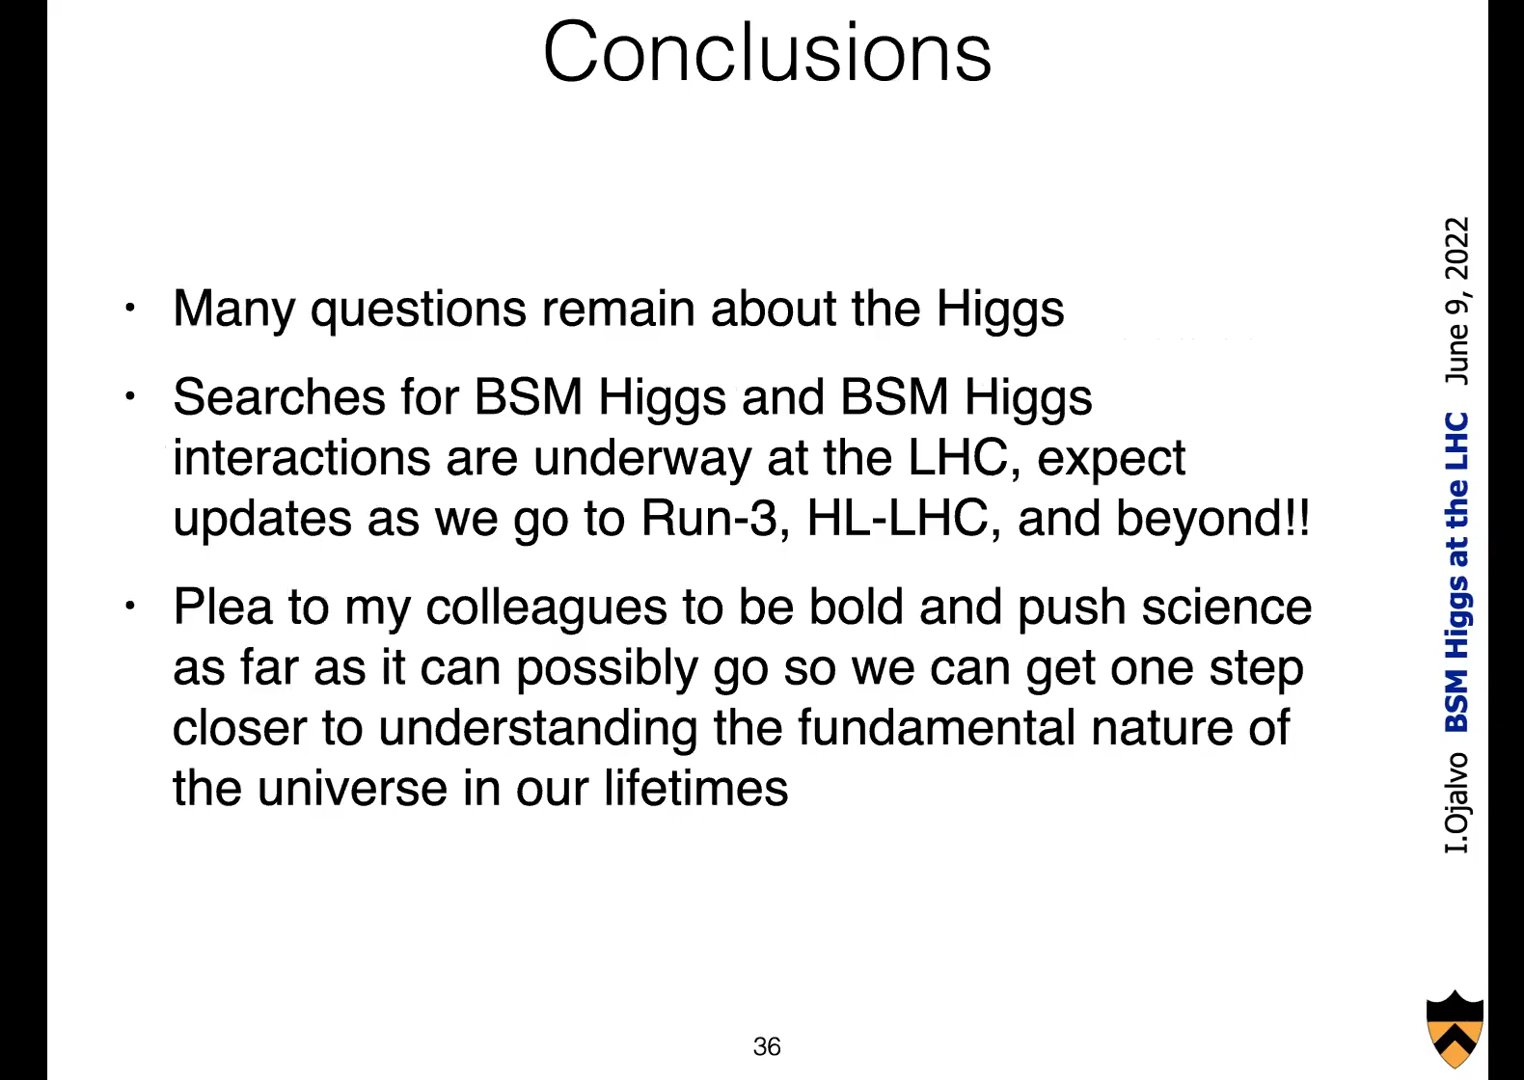 Conclusions
• Many questions remain about the Higgs
• Searches for BSM Higgs and BSM Higgs
interactions are underway at the LHC, expect
updates as we go to Run-3, HL-LHC, and beyond!!
• Plea to my colleagues to be bold and push science
as far as it can possibly go so we can get one step
closer to understanding the fundamental nature of
the universe in our lifetimes
I.Ojalvo BSM Higgs at the LHC June 9, 2022
36